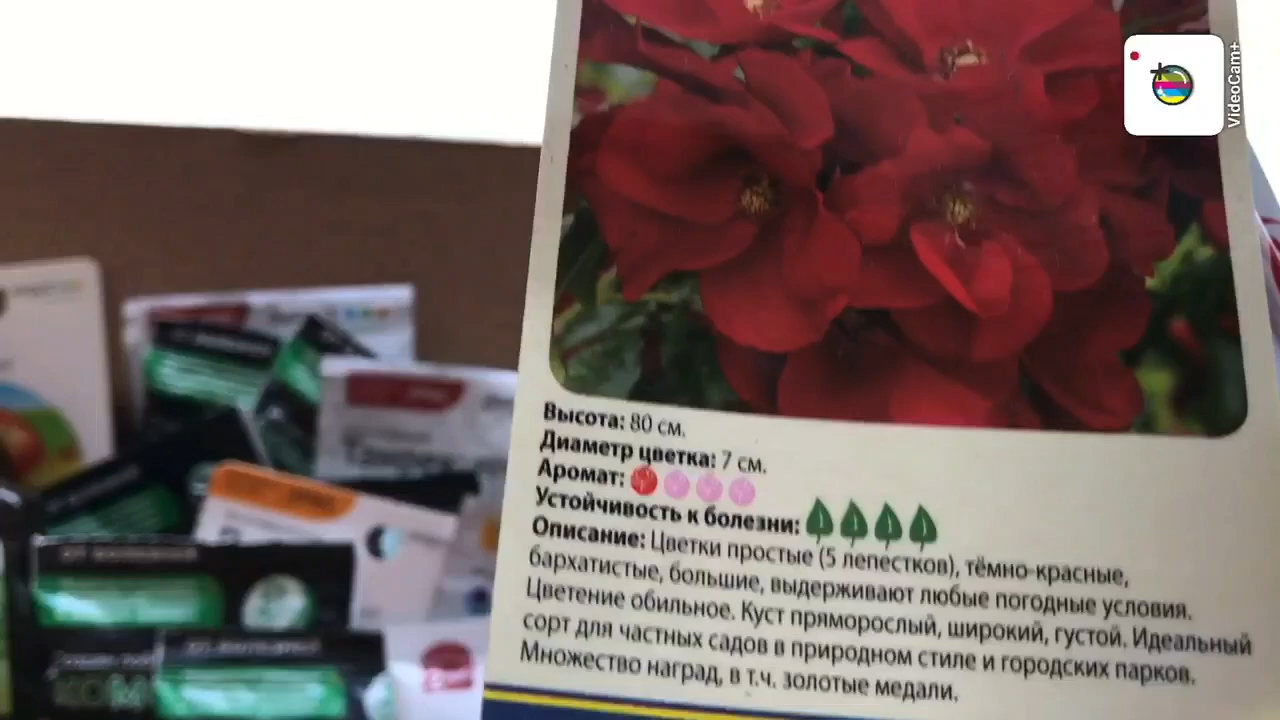 VideoCam+
Высота: 80 см.
Диаметр цветка: 7 см.
Аромат:
Устойчивость к болезни:
Описание: Цветки простые (5 лепестков), тёмно-красные,
бархатистые, большие, выдерживают любые погодные условия.
Цветение обильное. Куст пряморослый, широкий, густой. Идеальный
сорт для частных садов в природном стиле и городских парков.
Множество наград, в т.ч. золотые медали.